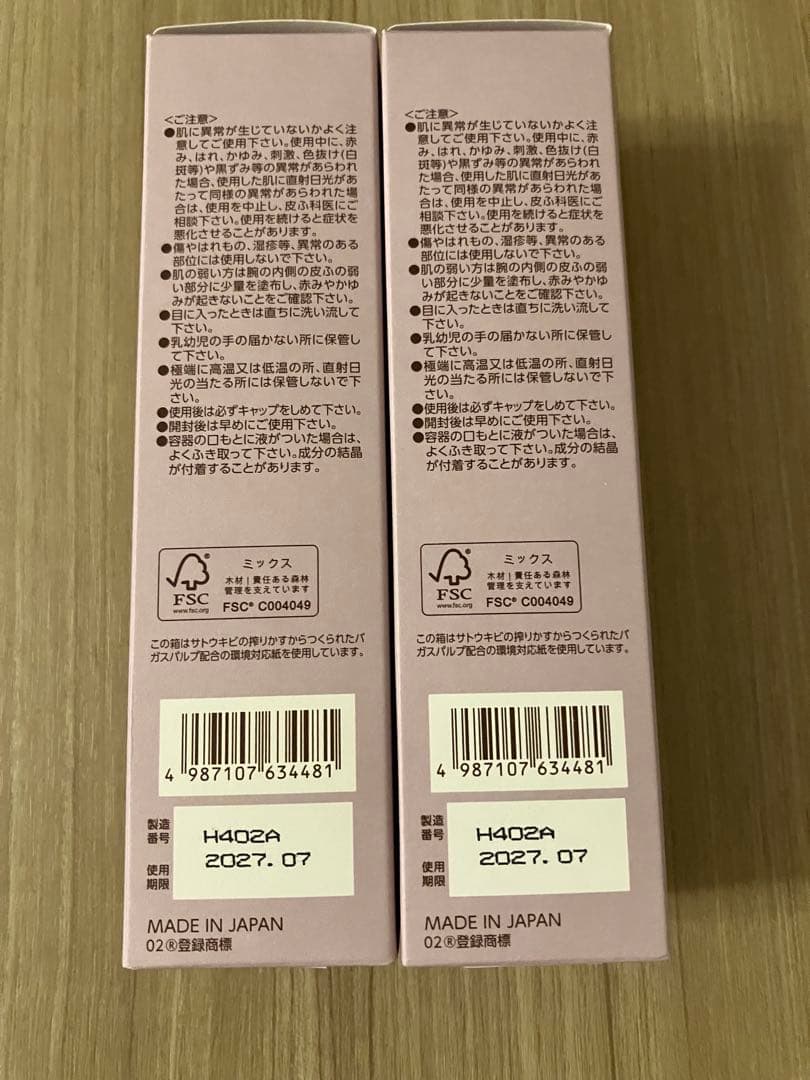 <ご注意>
●肌に異常が生じていないかよく注
意してご使用下さい。使用中に、赤
み、はれ、かゆみ、刺激、色抜け(白
斑等)や黒ずみ等の異常があらわれ
た場合、使用した肌に直射日光があ
たって同様の異常があらわれた場
合は、使用を中止し、皮ふ科医にご
相談下さい。使用を続けると症状を
悪化させることがあります。
●傷やはれもの、湿疹等、異常のある
部位には使用しないで下さい。
●肌の弱い方は腕の内側の皮ふの弱
い部分に少量を塗布し、赤みやかゆ
みが起きないことをご確認下さい。
●目に入ったときは直ちに洗い流して
下さい。
●乳幼児の手の届かない所に保管し
て下さい。
●極端に高温又は低温の所、直射日
光の当たる所には保管しないで下
さい。
●使用後は必ずキャップをしめて下さい。
●開封後は早めにご使用下さい。
●容器の口もとに液がついた場合は、
よくふき取って下さい。成分の結晶
が付着することがあります。
FSC
www.fsc.org
ミックス
木材|責任ある森林
管理を支えています
FSC® C004049
この箱はサトウキビの搾りかすからつくられたバ
ガスパルプ配合の環境対応紙を使用しています。
4 987107 634481
製造
番号
H402A
使用
期限
2027.07
MADE IN JAPAN
02®登録商標
<ご注意>
●肌に異常が生じていないかよく注
意してご使用下さい。使用中に、赤
み、はれ、かゆみ、刺激、色抜け(白
斑等)や黒ずみ等の異常があらわれ
た場合、使用した肌に直射日光があ
たって同様の異常があらわれた場
合は、使用を中止し、皮ふ科医にご
相談下さい。使用を続けると症状を
悪化させることがあります。
●傷やはれもの、湿疹等、異常のある
部位には使用しないで下さい。
●肌の弱い方は腕の内側の皮ふの弱
い部分に少量を塗布し、赤みやかゆ
みが起きないことをご確認下さい。
●目に入ったときは直ちに洗い流して
下さい。
●乳幼児の手の届かない所に保管し
て下さい。
●極端に高温又は低温の所、直射日
光の当たる所には保管しないで下
さい。
●使用後は必ずキャップをしめて下さい。
●開封後は早めにご使用下さい。
●容器の口もとに液がついた場合は、
よくふき取って下さい。成分の結晶
が付着することがあります。
FSC
www.fsc.org
ミックス
木材|責任ある森林
管理を支えています
FSC® C004049
この箱はサトウキビの搾りかすからつくられたバ
ガスパルプ配合の環境対応紙を使用しています。
4 987107 634481
製造
番号
H402A
使用
期限
2027.07
MADE IN JAPAN
02®登録商標